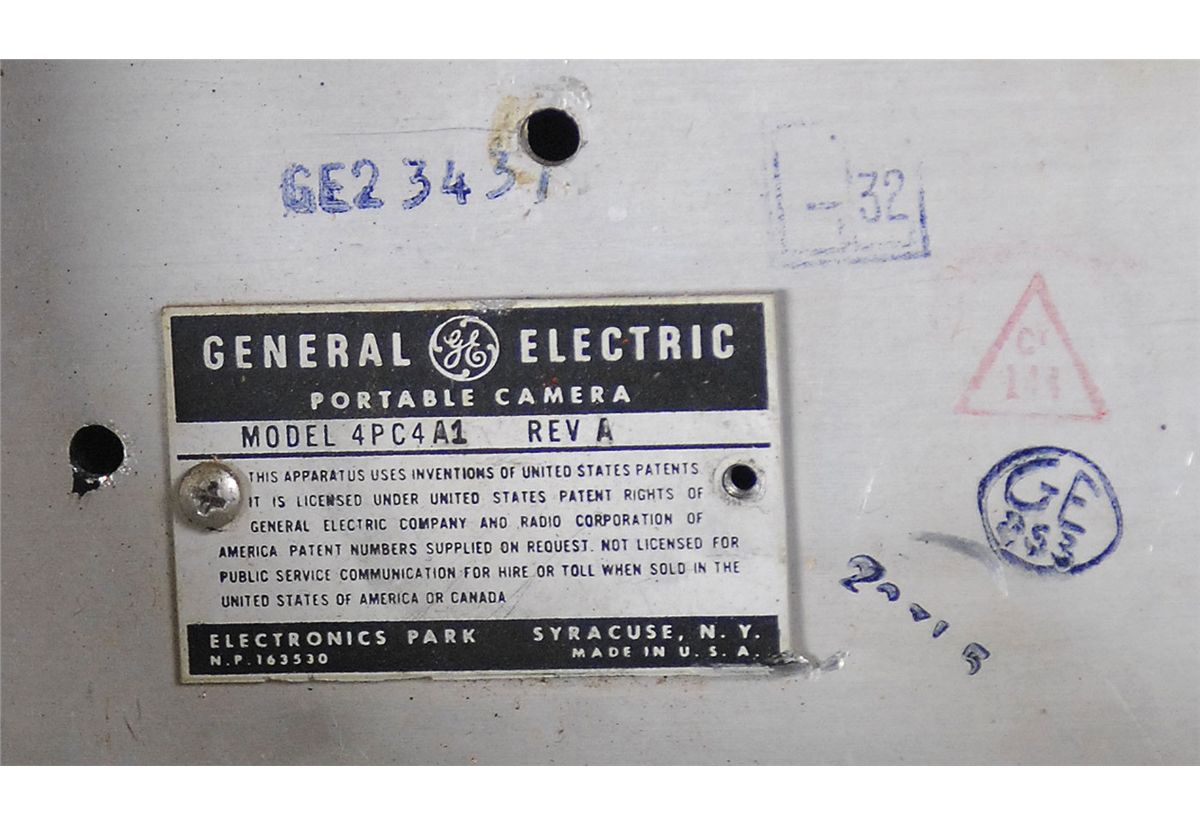 GE23431
-32
GENERAL GE ELECTRIC
PORTABLE CAMERA
MODEL 4PC4A1 REV A
THIS APPARATUS USES INVENTIONS OF UNITED STATES PATENTS
IT IS LICENSED UNDER UNITED STATES PATENT RIGHTS OF
GENERAL ELECTRIC COMPANY AND RADIO CORPORATION OF
AMERICA PATENT NUMBERS SUPPLIED ON REQUEST. NOT LICENSED FOR
PUBLIC SERVICE COMMUNICATION FOR HIRE OR TOLL WHEN SOLD IN THE
UNITED STATES OF AMERICA OR CANADA
ELECTRONICS PARK SYRACUSE, N. Y.
N.P. 163530 MADE IN U. S. A.
GE